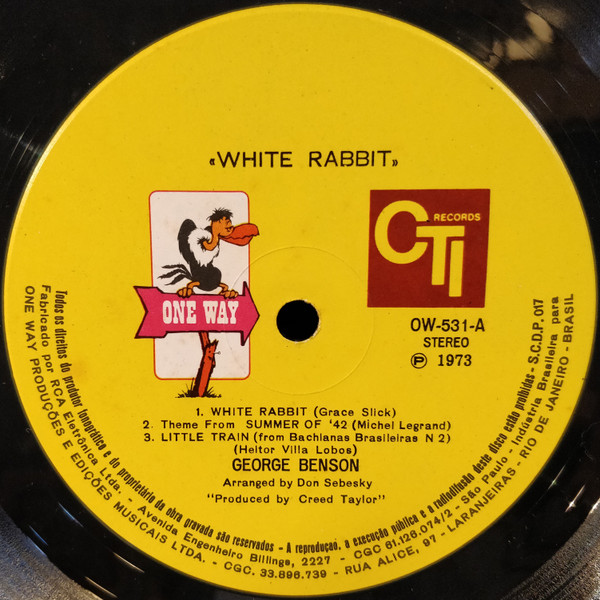 «WHITE RABBIT»
ONE WAY
CTI RECORDS
OW-531-A
STEREO
Ⓟ 1973
1. WHITE RABBIT (Grace Slick)
2. Theme From SUMMER OF '42 (Michel Legrand)
3. LITTLE TRAIN (from Bachianas Brasileiras N 2)
(Heitor Villa Lobos)
GEORGE BENSON
Arranged by Don Sebesky
"Produced by Creed Taylor"
Todos os direitos do produtor fonográfico e do proprietário da obra gravada são reservados - A reprodução, a execução pública e a radiodifusão deste disco estão proibidas - S.C.D.P. 017
Fabricado por RCA Eletrônica Ltda. - Avenida Engenheiro Billings, 2227 - CGC 61.126.074/2 - São Paulo - Indústria Brasileira para
ONE WAY PRODUÇÕES E EDIÇÕES MUSICAIS LTDA. - CGC. 33.896.739 - RUA ALICE, 97 - LARANJEIRAS - RIO DE JANEIRO - BRASIL